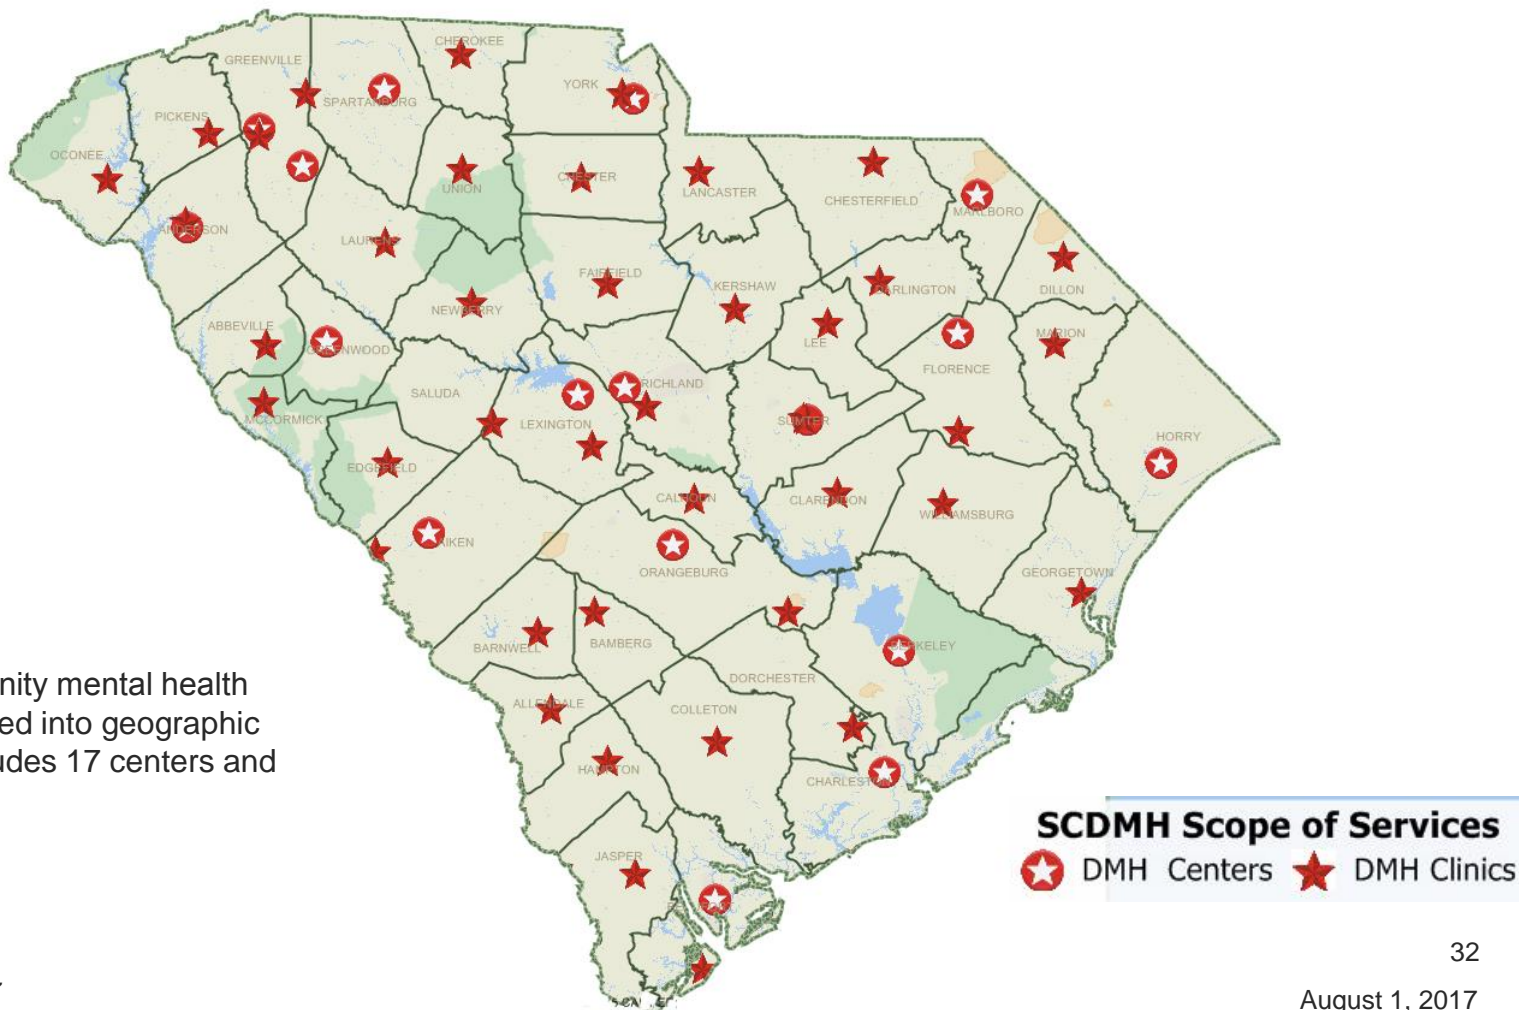 CHEROKEE
GREENVILLE
YORK
SPARTANBURG
PICKENS
OCONEE
UNION
CHESTER
LANCASTER
CHESTERFIELD
MARLBORO
ANDERSON
LAURENS
FAIRFIELD
KERSHAW
DARLINGTON
DILLON
NEWBERRY
ABBEVILLE
GREENWOOD
LEE
MARION
FLORENCE
SALUDA
RICHLAND
MCCORMICK
LEXINGTON
SUMTER
HORRY
EDGEFIELD
CALHOUN
CLARENDON
WILLIAMSBURG
AIKEN
ORANGEBURG
GEORGETOWN
BARNWELL
BAMBERG
BERKELEY
DORCHESTER
ALLENDALE
COLLETON
HAMPTON
CHARLESTON
JASPER
nity mental health
ed into geographic
udes 17 centers and
SCDMH Scope of Services
DMH Centers DMH Clinics
32
August 1, 2017